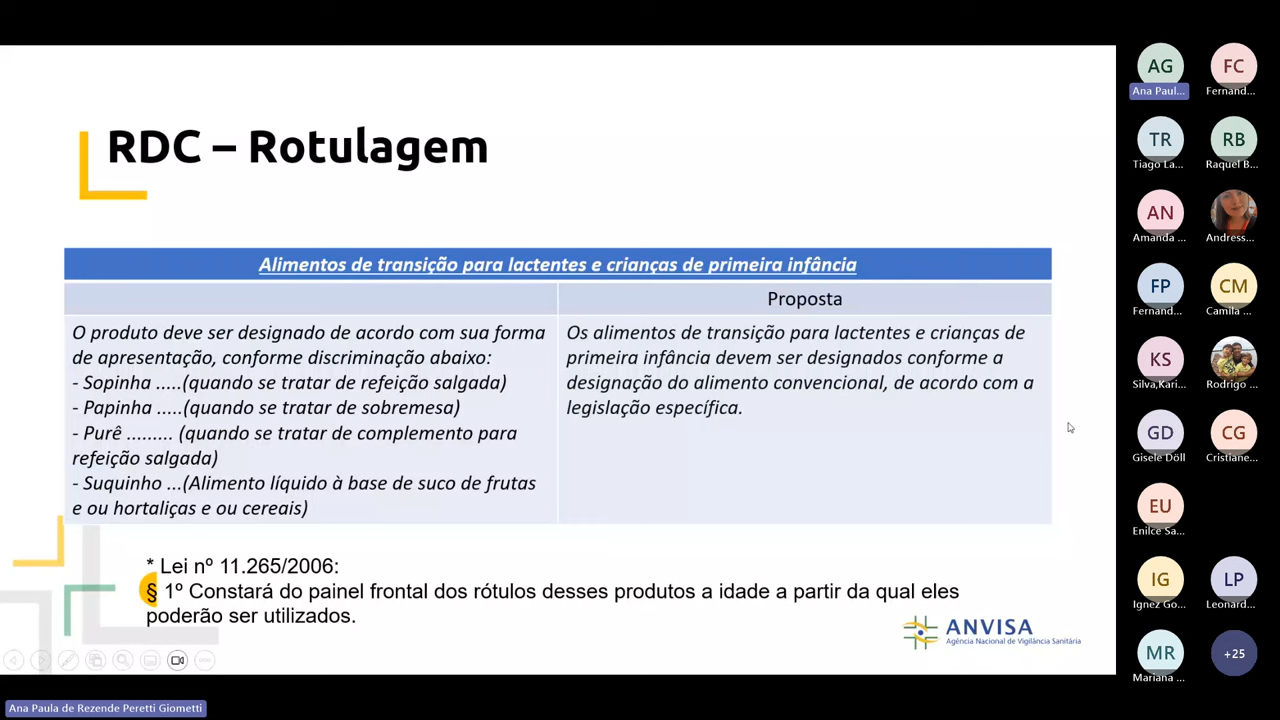 RDC – Rotulagem
Alimentos de transição para lactentes e crianças de primeira infância
Proposta
O produto deve ser designado de acordo com sua forma
de apresentação, conforme discriminação abaixo:
- Sopinha .....(quando se tratar de refeição salgada)
- Papinha .....(quando se tratar de sobremesa)
- Purê ......... (quando se tratar de complemento para
refeição salgada)
- Suquinho ...(Alimento líquido à base de suco de frutas
e ou hortaliças e ou cereais)
Os alimentos de transição para lactentes e crianças de
primeira infância devem ser designados conforme a
designação do alimento convencional, de acordo com a
legislação específica.
* Lei nº 11.265/2006:
§ 1º Constará do painel frontal dos rótulos desses produtos a idade a partir da qual eles
poderão ser utilizados.
ANVISA
Agência Nacional de Vigilância Sanitária
Ana Paula de Rezende Peretti Giometti
AG
Ana Paul...
FC
Fernand...
TR
Tiago La...
RB
Raquel B...
AN
Amanda ...
Andress...
FP
Fernand...
CM
Camila ...
KS
Silva,Kari...
Rodrigo ...
GD
Gisele Döll
CG
Cristiane...
EU
Enilce Sa...
IG
Ignez Go...
LP
Leonard...
MR
Mariana ...
+25